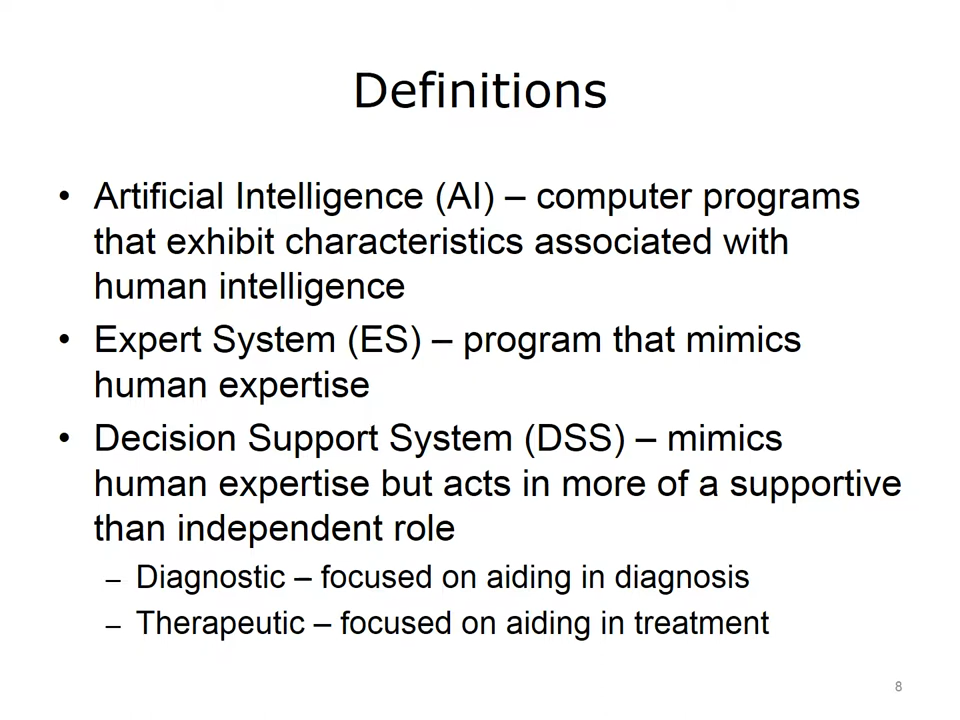 Definitions
• Artificial Intelligence (AI) – computer programs
that exhibit characteristics associated with
human intelligence
• Expert System (ES) – program that mimics
human expertise
• Decision Support System (DSS) – mimics
human expertise but acts in more of a supportive
than independent role
– Diagnostic – focused on aiding in diagnosis
– Therapeutic – focused on aiding in treatment
8